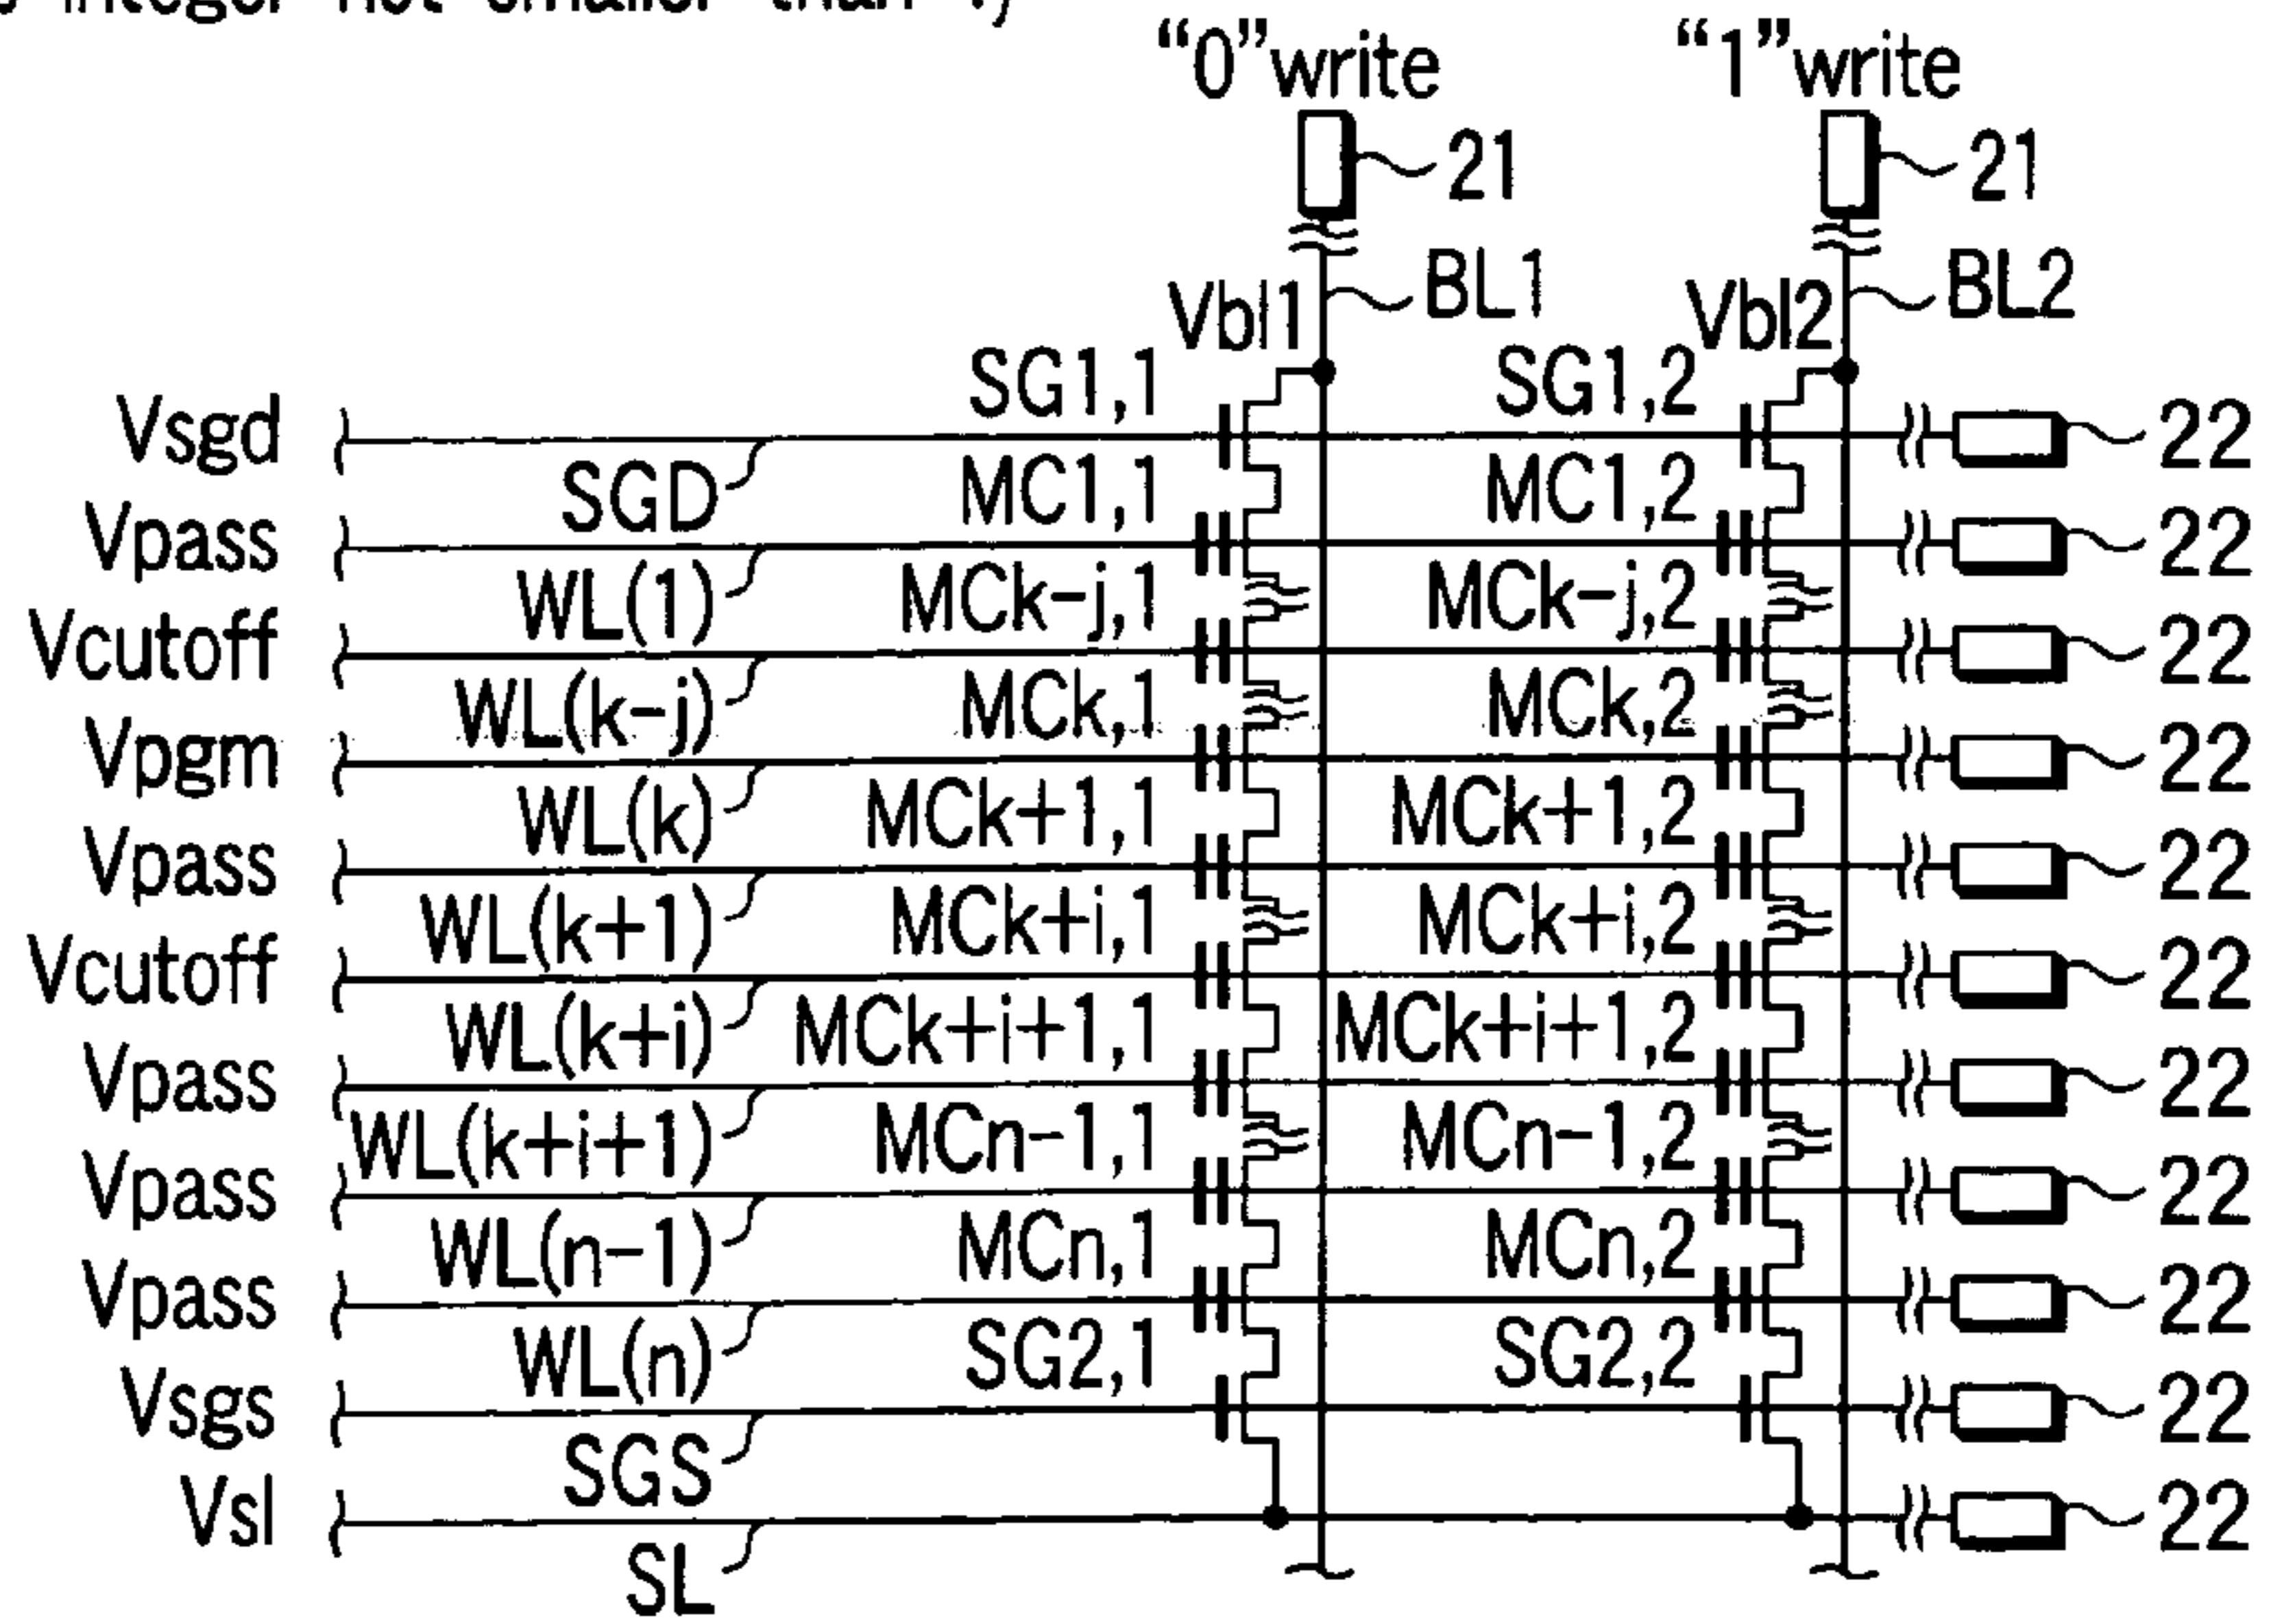 integer not smaller than
"0"write "1"write
21 21
BL1 BL2
Vbl1 Vbl2
SG1,1 SG1,2
Vsgd 22
SGD MC1,1 MC1,2
Vpass 22
WL(1) MCk-j,1 MCk-j,2
Vcutoff 22
WL(k-j) MCk,1 MCk,2
Vpgm 22
WL(k) MCk+1,1 MCk+1,2
Vpass 22
WL(k+1) MCk+i,1 MCk+i,2
Vcutoff 22
WL(k+i) MCk+i+1,1 MCk+i+1,2
Vpass 22
WL(k+i+1) MCn-1,1 MCn-1,2
Vpass 22
WL(n-1) MCn,1 MCn,2
Vpass 22
WL(n) SG2,1 SG2,2
Vsgs 22
SGS
Vsl 22
SL